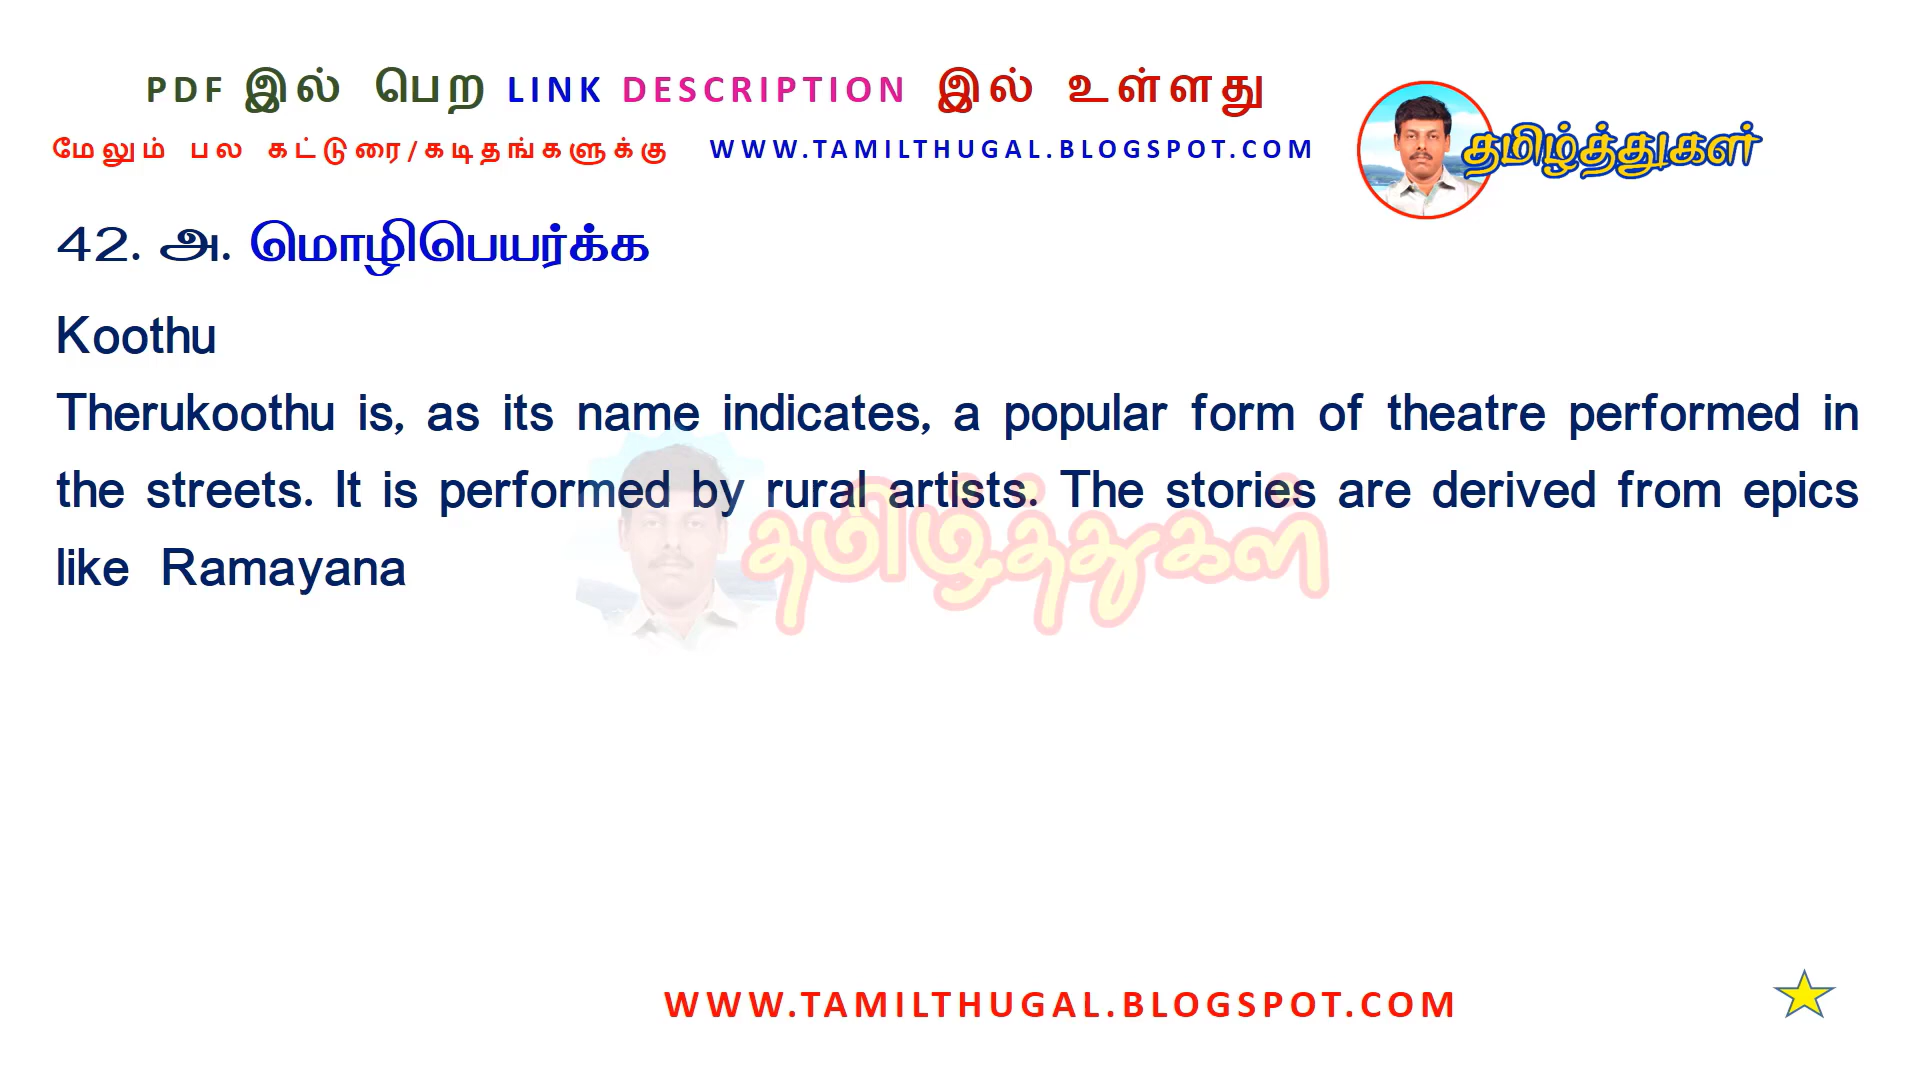 PDF இல் பெற LINK DESCRIPTION இல் உள்ளது
மேலும் பல கட்டுரை/கடிதங்களுக்கு WWW.TAMILTHUGAL.BLOGSPOT.COM
தமிழ்த்துகள்
42. அ. மொழிபெயர்க்க
Koothu
Therukoothu is, as its name indicates, a popular form of theatre performed in
the streets. It is performed by rural artists. The stories are derived from epics
like Ramayana
தமிழ்த்துகள்
WWW.TAMILTHUGAL.BLOGSPOT.COM